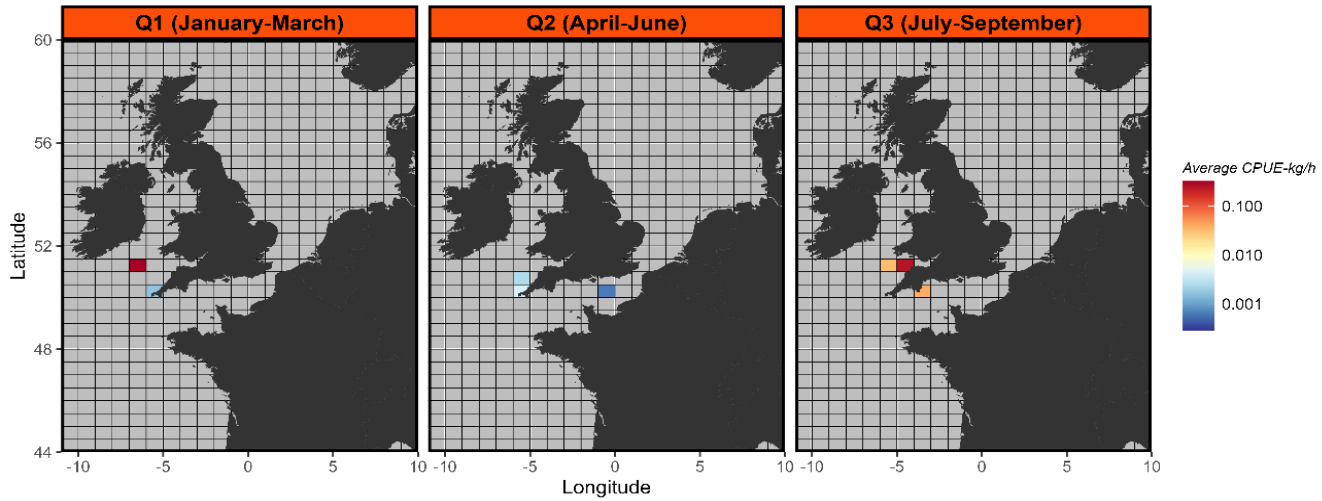 Q1 (January-March)
Q2 (April-June)
Q3 (July-September)
60
56
52
48
44
Latitude
-10 -5 0 5 10
-10 -5 0 5 10
-10 -5 0 5 10
Longitude
Average CPUE-kg/h
0.100
0.010
0.001